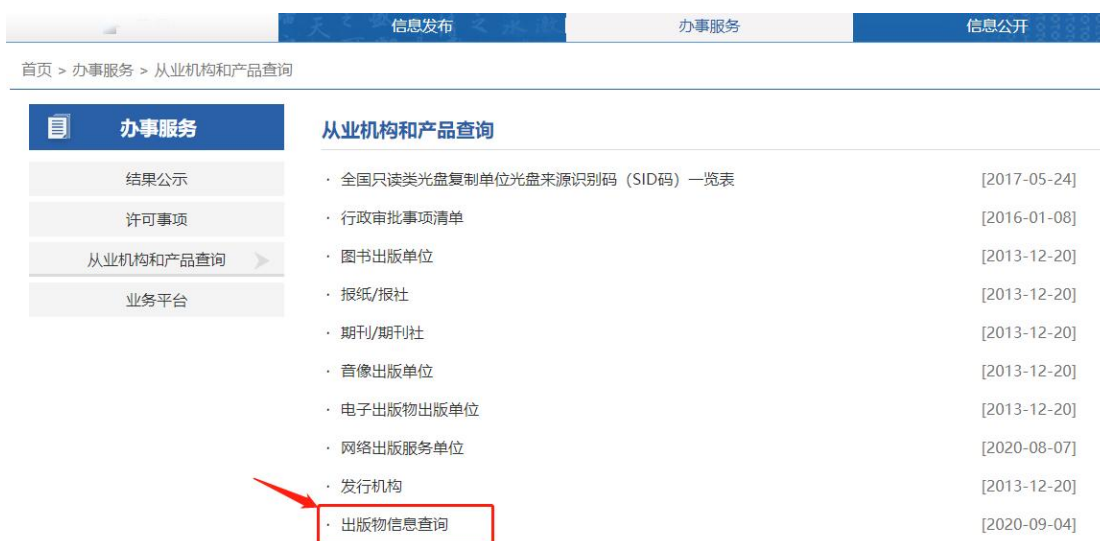 信息发布
办事服务
信息公开
首页 > 办事服务 > 从业机构和产品查询
办事服务
结果公示
许可事项
从业机构和产品查询
业务平台
从业机构和产品查询
· 全国只读类光盘复制单位光盘来源识别码（SID码）一览表 [2017-05-24]
· 行政审批事项清单 [2016-01-08]
· 图书出版单位 [2013-12-20]
· 报纸/报社 [2013-12-20]
· 期刊/期刊社 [2013-12-20]
· 音像出版单位 [2013-12-20]
· 电子出版物出版单位 [2013-12-20]
· 网络出版服务单位 [2020-08-07]
· 发行机构 [2013-12-20]
· 出版物信息查询 [2020-09-04]